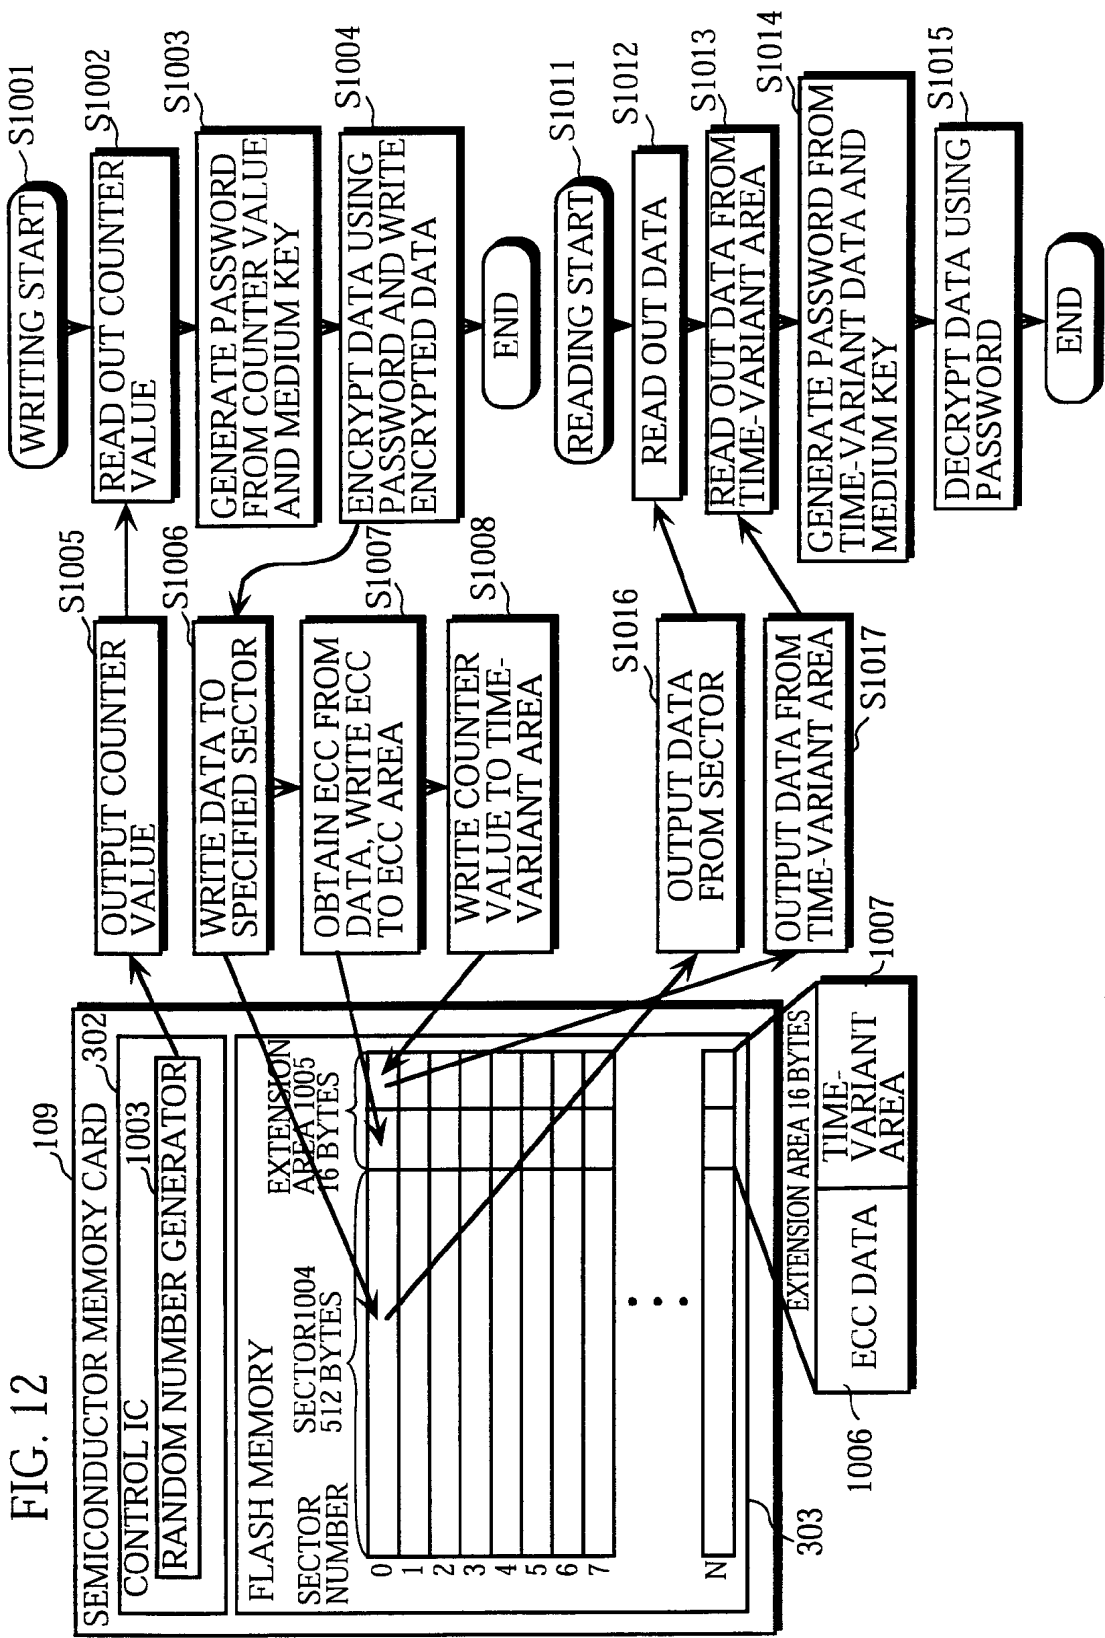 FIG. 12
109
SEMICONDUCTOR MEMORY CARD
302
CONTROL IC
1003
RANDOM NUMBER GENERATOR
FLASH MEMORY
SECTOR
NUMBER
SECTOR1004
512 BYTES
EXTENSION
AREA 1005
16 BYTES
0
1
2
3
4
5
6
7
N
303
EXTENSION AREA 16 BYTES
ECC DATA
TIME-
VARIANT
AREA
1006
1007
S1005
OUTPUT COUNTER
VALUE
S1006
WRITE DATA TO
SPECIFIED SECTOR
S1007
OBTAIN ECC FROM
DATA, WRITE ECC
TO ECC AREA
S1008
WRITE COUNTER
VALUE TO TIME-
VARIANT AREA
S1016
OUTPUT DATA
FROM SECTOR
OUTPUT DATA FROM
TIME-VARIANT AREA
S1017
S1001
WRITING START
S1002
READ OUT COUNTER
VALUE
S1003
GENERATE PASSWORD
FROM COUNTER VALUE
AND MEDIUM KEY
S1004
ENCRYPT DATA USING
PASSWORD AND WRITE
ENCRYPTED DATA
END
S1011
READING START
S1012
READ OUT DATA
S1013
READ OUT DATA FROM
TIME-VARIANT AREA
S1014
GENERATE PASSWORD FROM
TIME-VARIANT DATA AND
MEDIUM KEY
S1015
DECRYPT DATA USING
PASSWORD
END